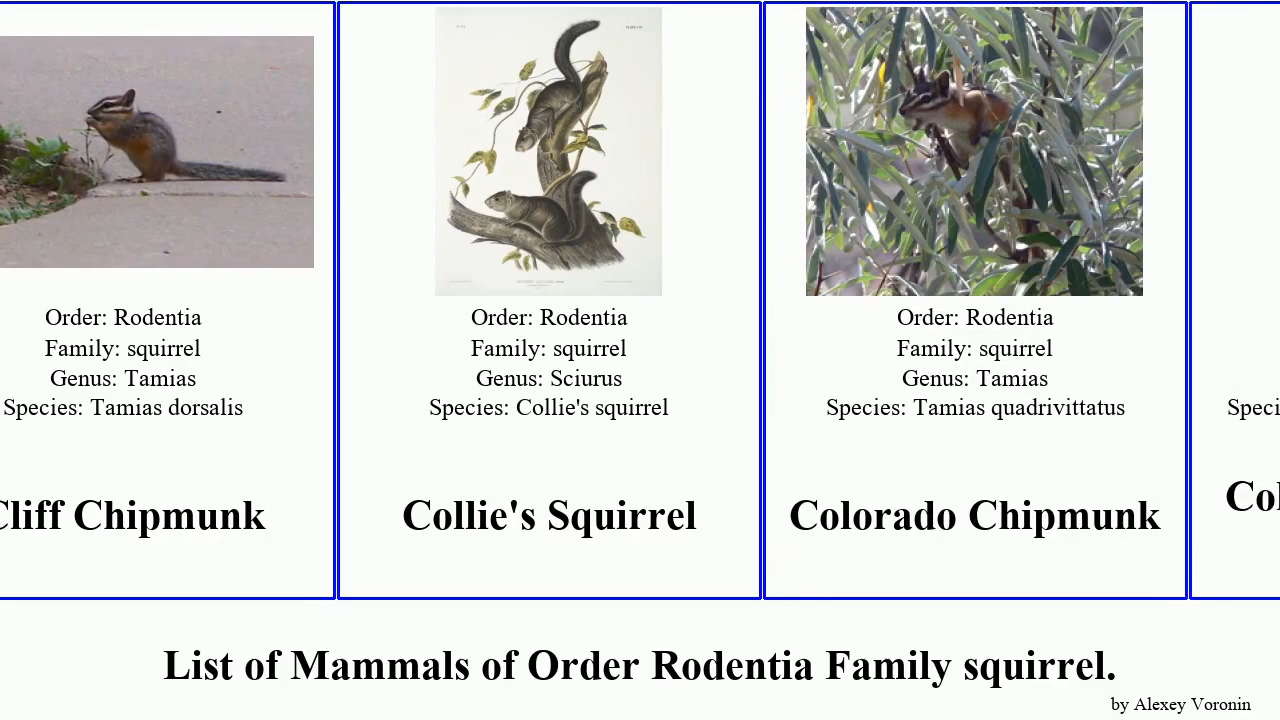 Order: Rodentia
Family: squirrel
Genus: Tamias
Species: Tamias dorsalis
Cliff Chipmunk
Order: Rodentia
Family: squirrel
Genus: Sciurus
Species: Collie's squirrel
Collie's Squirrel
Order: Rodentia
Family: squirrel
Genus: Tamias
Species: Tamias quadrivittatus
Colorado Chipmunk
List of Mammals of Order Rodentia Family squirrel.
by Alexey Voronin